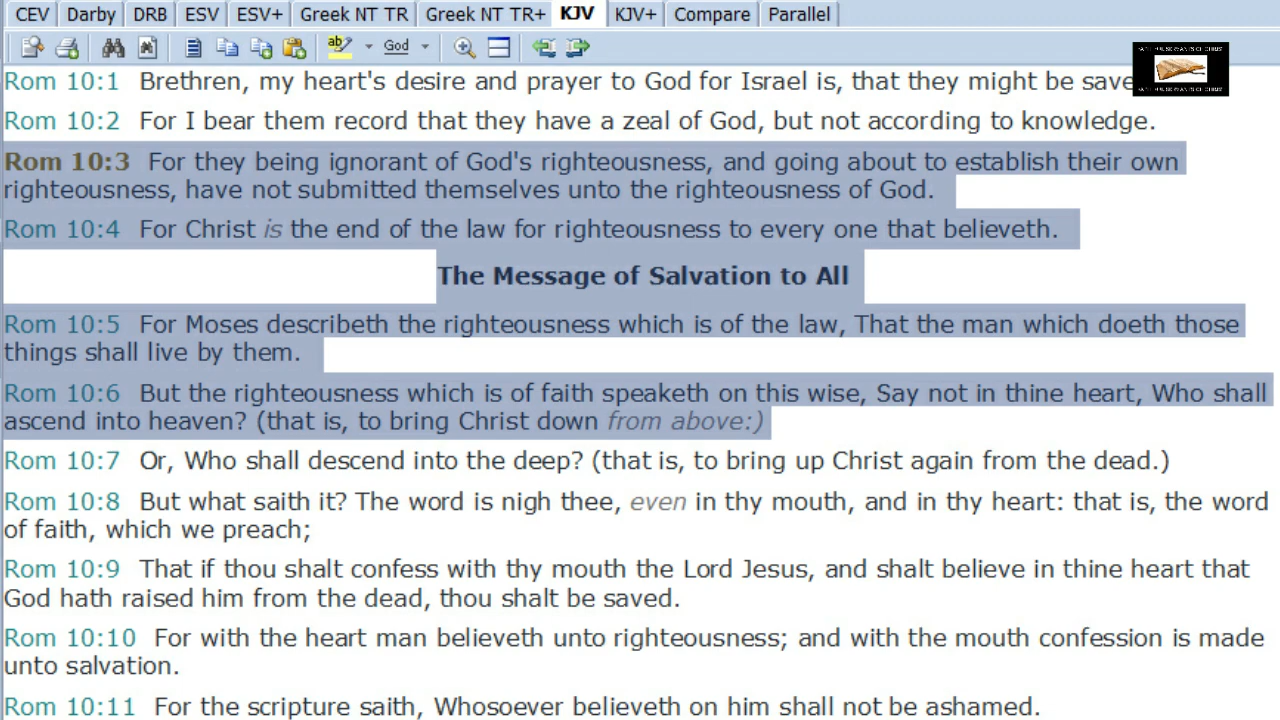 CEV Darby DRB ESV ESV+ Greek NT TR Greek NT TR+ KJV KJV+ Compare Parallel
ab God
Rom 10:1 Brethren, my heart's desire and prayer to God for Israel is, that they might be
Rom 10:2 For I bear them record that they have a zeal of God, but not according to knowledge.
Rom 10:3 For they being ignorant of God's righteousness, and going about to establish their own
righteousness, have not submitted themselves unto the righteousness of God.
Rom 10:4 For Christ is the end of the law for righteousness to every one that believeth.
The Message of Salvation to All
Rom 10:5 For Moses describeth the righteousness which is of the law, That the man which doeth those
things shall live by them.
Rom 10:6 But the righteousness which is of faith speaketh on this wise, Say not in thine heart, Who shall
ascend into heaven? (that is, to bring Christ down from above:)
Rom 10:7 Or, Who shall descend into the deep? (that is, to bring up Christ again from the dead.)
Rom 10:8 But what saith it? The word is nigh thee, even in thy mouth, and in thy heart: that is, the word
of faith, which we preach;
Rom 10:9 That if thou shalt confess with thy mouth the Lord Jesus, and shalt believe in thine heart that
God hath raised him from the dead, thou shalt be saved.
Rom 10:10 For with the heart man believeth unto righteousness; and with the mouth confession is made
unto salvation.
Rom 10:11 For the scripture saith, Whosoever believeth on him shall not be ashamed.